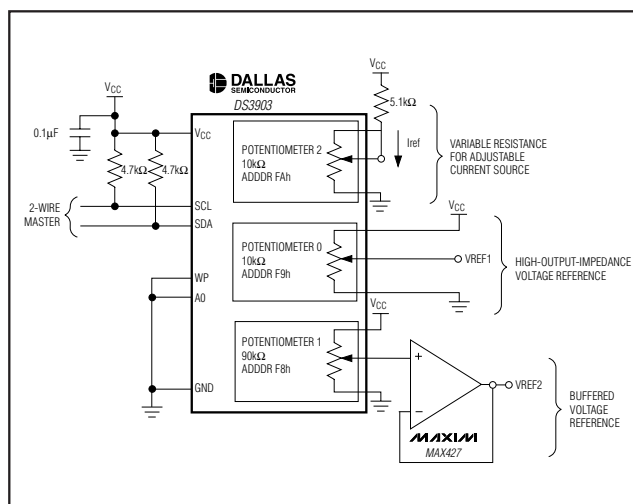 DALLAS
SEMICONDUCTOR
DS3903
VCC
0.1µF
4.7kΩ
4.7kΩ
2-WIRE
MASTER
VCC
SCL
SDA
WP
A0
GND
POTENTIOMETER 2
10kΩ
ADDDR FAh
VCC
5.1kΩ
Iref
VARIABLE RESISTANCE
FOR ADJUSTABLE
CURRENT SOURCE
POTENTIOMETER 0
10kΩ
ADDDR F9h
VCC
VREF1
HIGH-OUTPUT-IMPEDANCE
VOLTAGE REFERENCE
POTENTIOMETER 1
90kΩ
ADDDR F8h
VCC
+
−
MAXIM
MAX427
VREF2
BUFFERED
VOLTAGE
REFERENCE